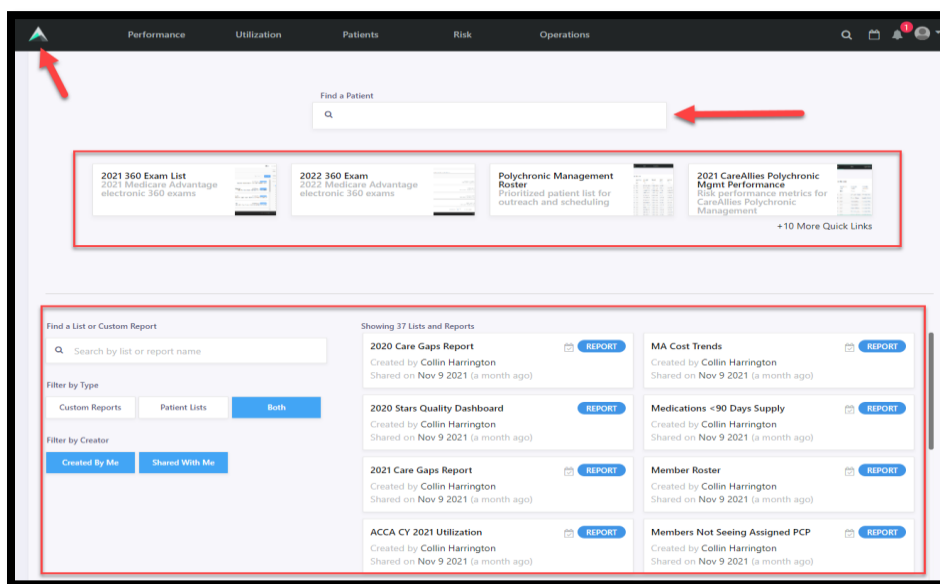 Performance
Utilization
Patients
Risk
Operations
1
Find a Patient
2021 360 Exam List
2021 Medicare Advantage
electronic 360 exams
2022 360 Exam
2022 Medicare Advantage
electronic 360 exams
Polychronic Management
Roster
Prioritized patient list for
outreach and scheduling
2021 CareAllies Polychronic
Mgmt Performance
Risk performance metrics for
CareAllies Polychronic
Management
+10 More Quick Links
Find a List or Custom Report
Search by list or report name
Filter by Type
Custom Reports
Patient Lists
Both
Filter by Creator
Created By Me
Shared With Me
Showing 37 Lists and Reports
2020 Care Gaps Report
REPORT
Created by Collin Harrington
Shared on Nov 9 2021 (a month ago)
MA Cost Trends
REPORT
Created by Collin Harrington
Shared on Nov 9 2021 (a month ago)
2020 Stars Quality Dashboard
REPORT
Created by Collin Harrington
Shared on Nov 9 2021 (a month ago)
Medications <90 Days Supply
REPORT
Created by Collin Harrington
Shared on Nov 9 2021 (a month ago)
2021 Care Gaps Report
REPORT
Created by Collin Harrington
Shared on Nov 9 2021 (a month ago)
Member Roster
REPORT
Created by Collin Harrington
Shared on Nov 9 2021 (a month ago)
ACCA CY 2021 Utilization
REPORT
Created by Collin Harrington
Shared on Nov 9 2021 (a month ago)
Members Not Seeing Assigned PCP
REPORT
Created by Collin Harrington
Shared on Nov 9 2021 (a month ago)